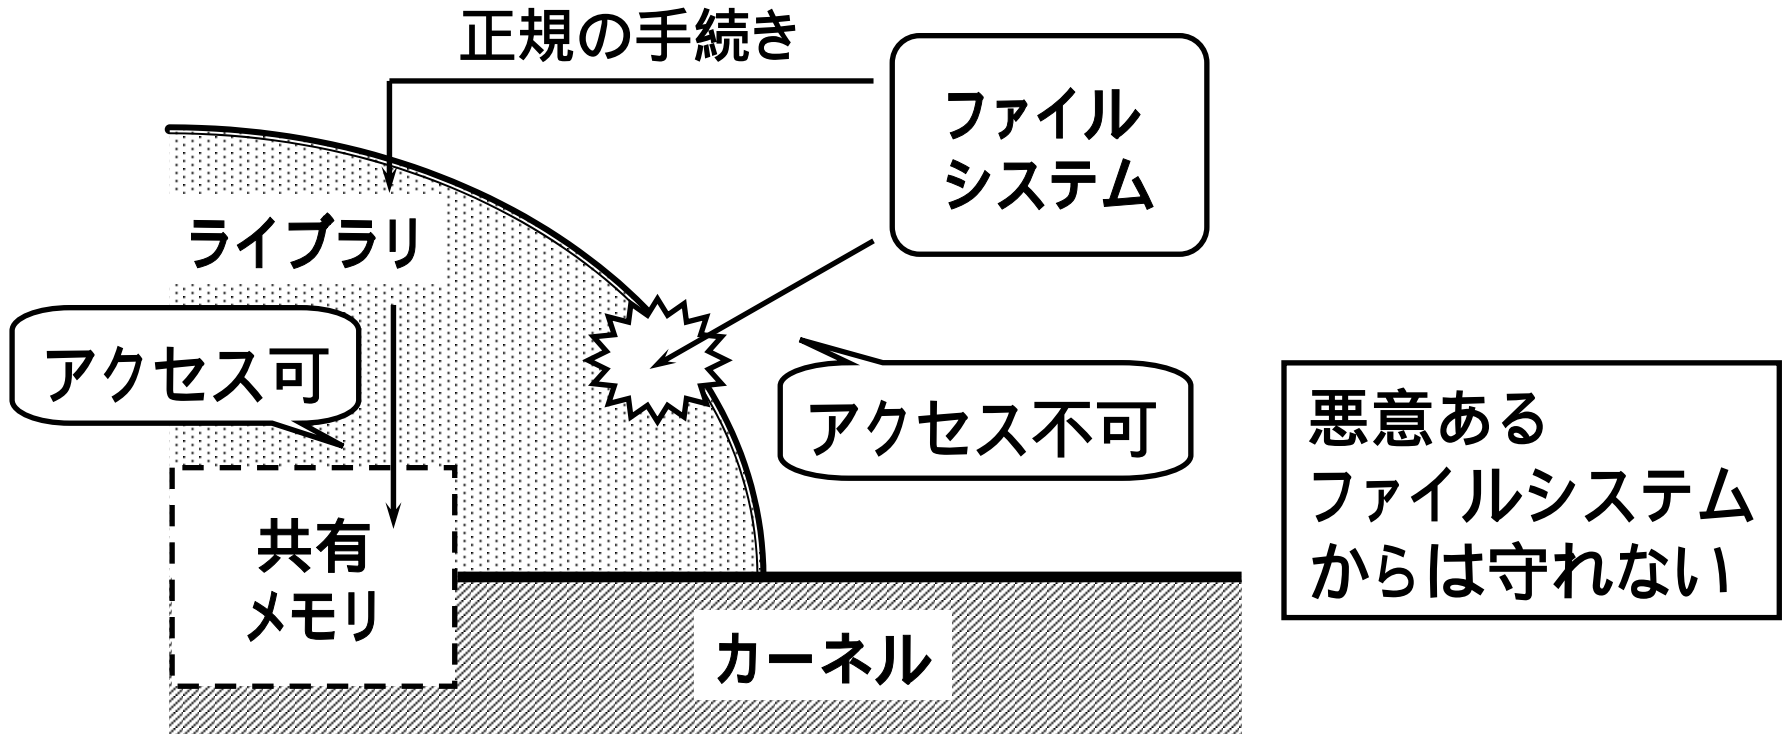 正規の手続き
ファイル
システム
ライブラリ
アクセス可
アクセス不可
共有
メモリ
カーネル
悪意ある
ファイルシステム
からは守れない